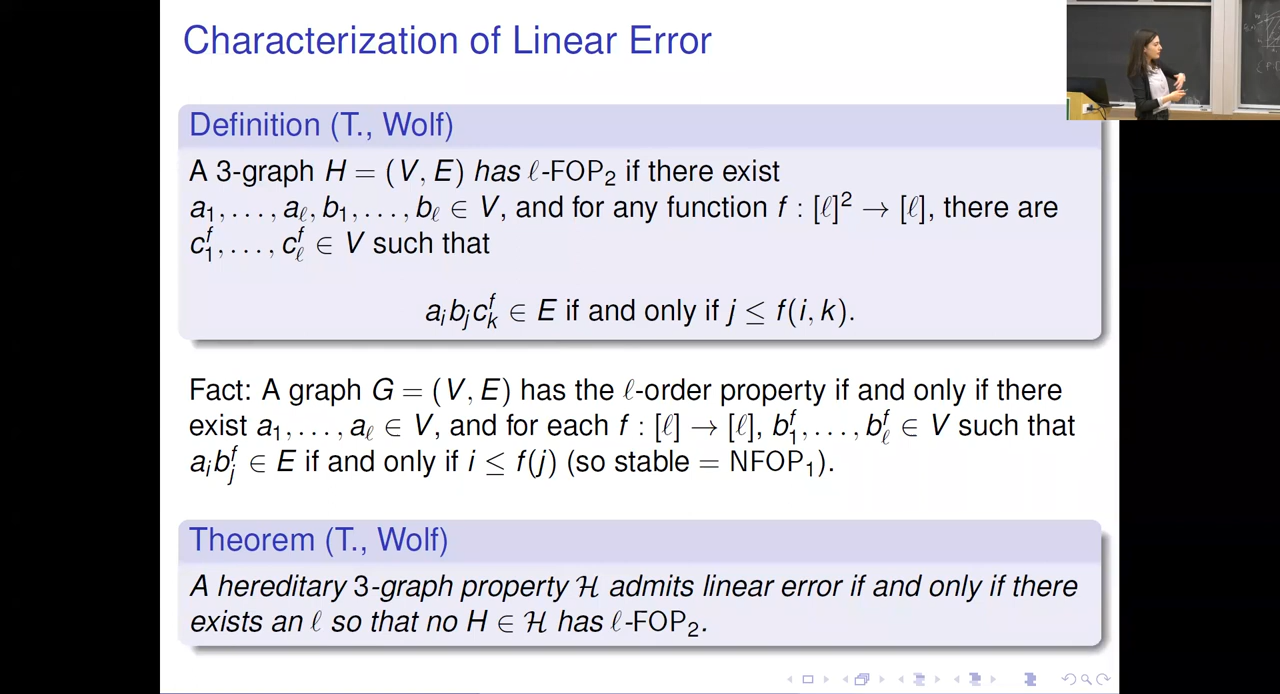 Characterization of Linear Error
Definition (T., Wolf)
A 3-graph H = (V, E) has ℓ-FOP₂ if there exist
a₁, . . . , a_ℓ, b₁, . . . , b_ℓ ∈ V, and for any function f : [ℓ]² → [ℓ], there are
c₁^f, . . . , c_ℓ^f ∈ V such that
a_i b_j c_k^f ∈ E if and only if j ≤ f(i, k).
Fact: A graph G = (V, E) has the ℓ-order property if and only if there
exist a₁, . . . , a_ℓ ∈ V, and for each f : [ℓ] → [ℓ], b₁^f, . . . , b_ℓ^f ∈ V such that
a_i b_j^f ∈ E if and only if i ≤ f(j) (so stable = NFOP₁).
Theorem (T., Wolf)
A hereditary 3-graph property ℋ admits linear error if and only if there
exists an ℓ so that no H ∈ ℋ has ℓ-FOP₂.